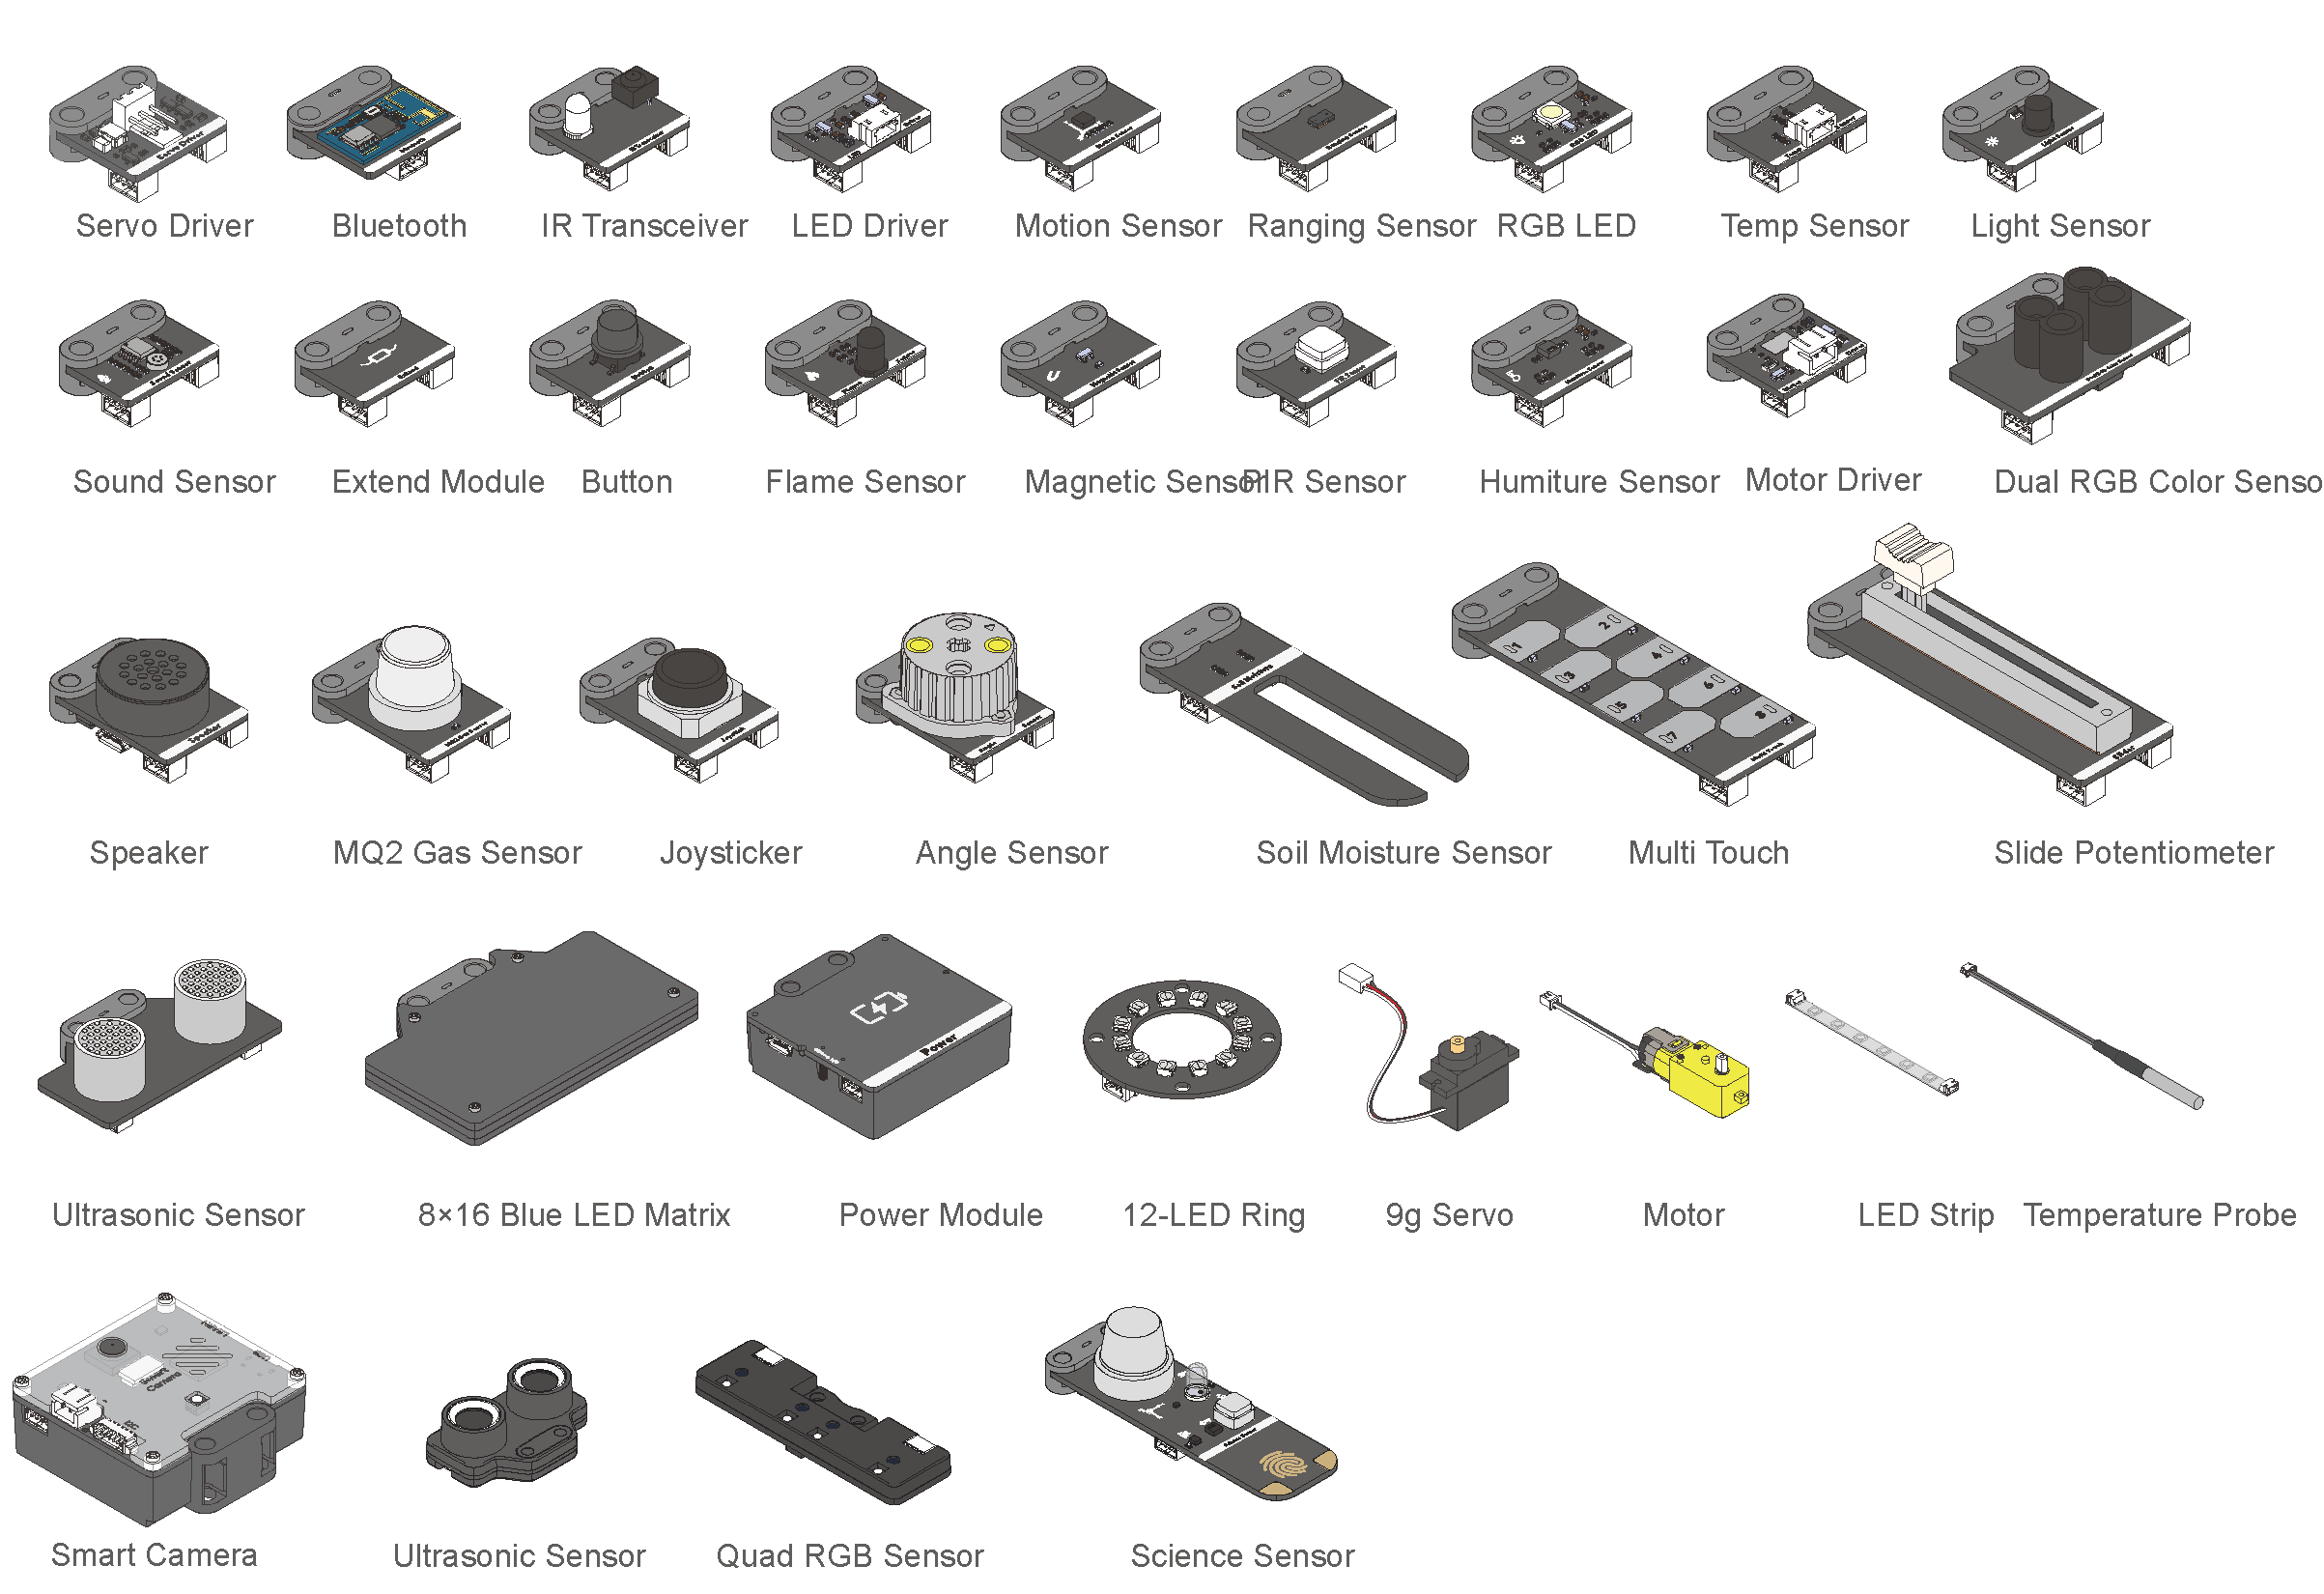 Servo Driver
Bluetooth
IR Transceiver
LED Driver
Motion Sensor
Ranging Sensor
RGB LED
Temp Sensor
Light Sensor
Sound Sensor
Extend Module
Button
Flame Sensor
Magnetic Sensor
PIR Sensor
Humiture Sensor
Motor Driver
Dual RGB Color Senso
Speaker
MQ2 Gas Sensor
Joysticker
Angle Sensor
Soil Moisture Sensor
Multi Touch
Slide Potentiometer
Ultrasonic Sensor
8×16 Blue LED Matrix
Power Module
Power
12-LED Ring
9g Servo
Motor
LED Strip
Temperature Probe
Smart Camera
Ultrasonic Sensor
Quad RGB Sensor
Science Sensor